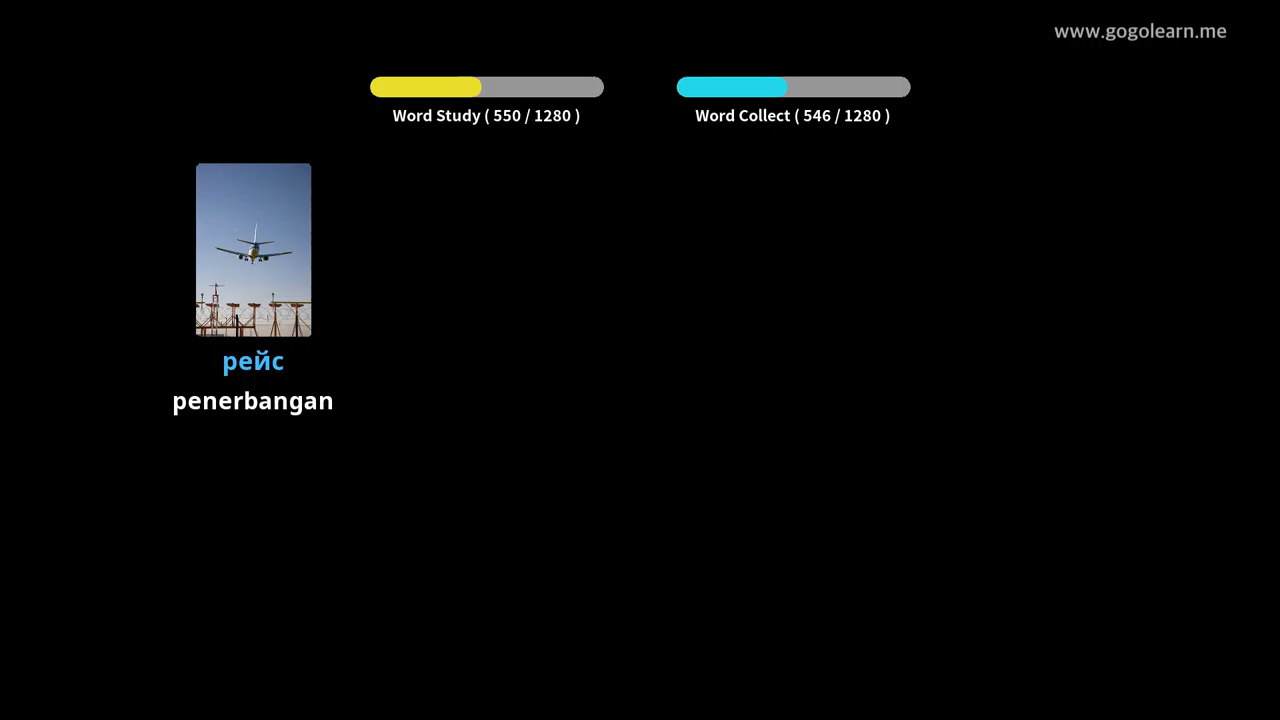 www.gogolearn.me
Word Study ( 550 / 1280 )
Word Collect ( 546 / 1280 )
рейс
penerbangan